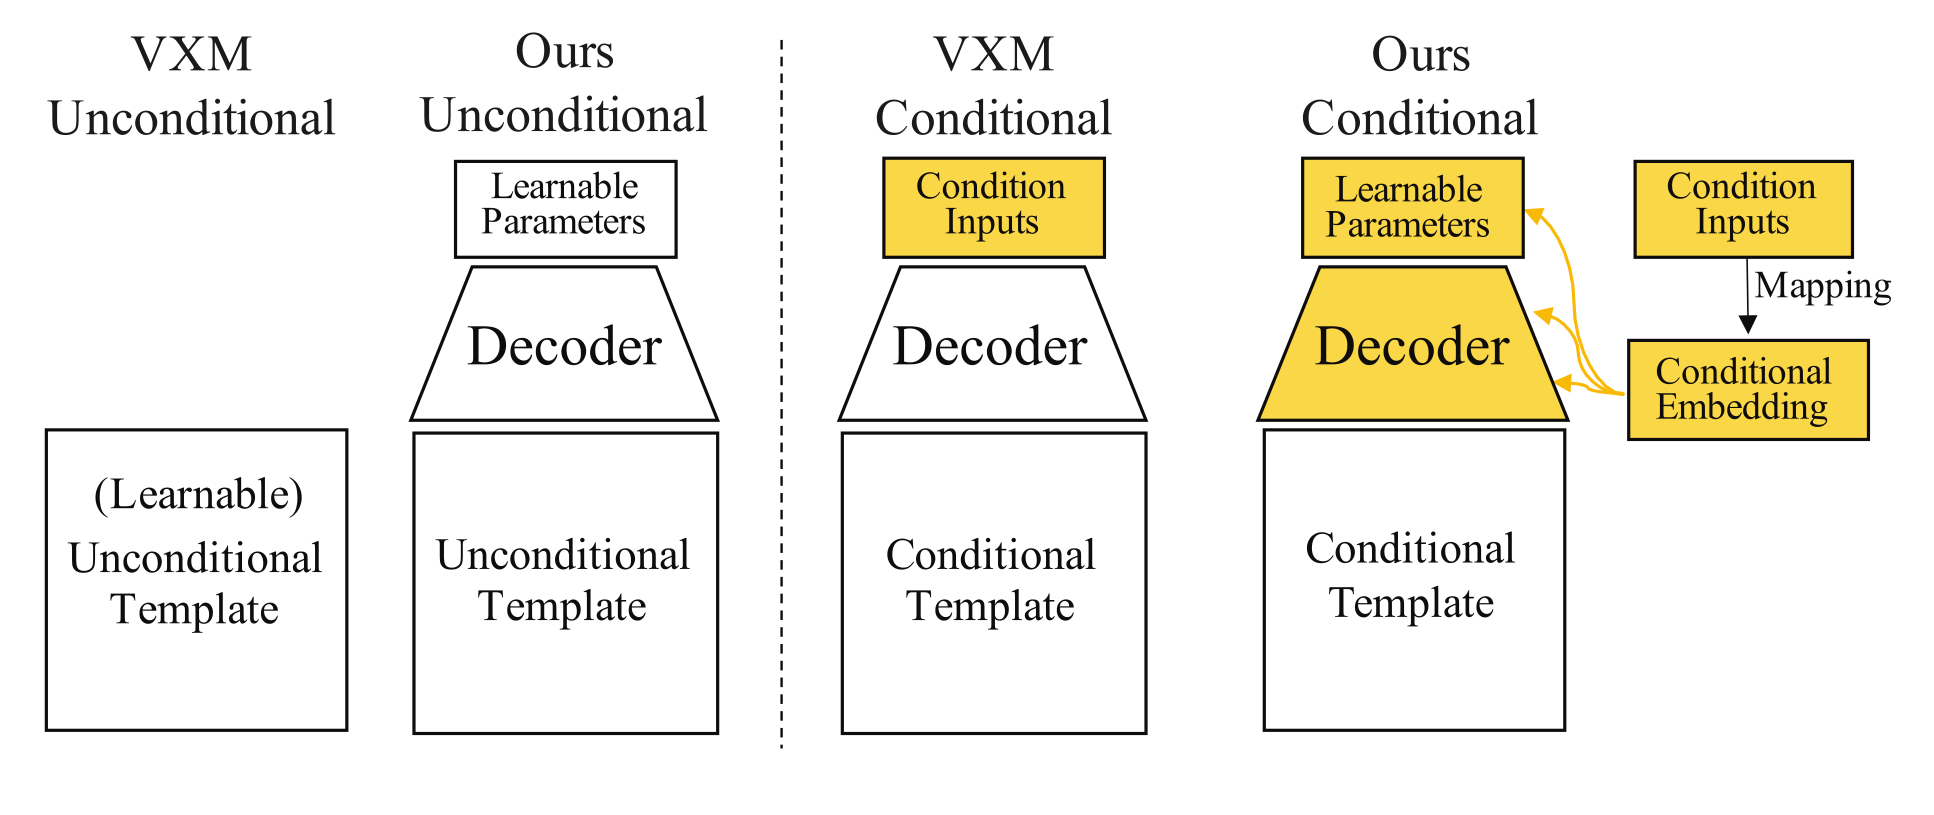 VXM
Unconditional
(Learnable)
Unconditional
Template
Ours
Unconditional
Learnable
Parameters
Decoder
Unconditional
Template
VXM
Conditional
Condition
Inputs
Decoder
Conditional
Template
Ours
Conditional
Learnable
Parameters
Decoder
Conditional
Template
Condition
Inputs
Mapping
Conditional
Embedding